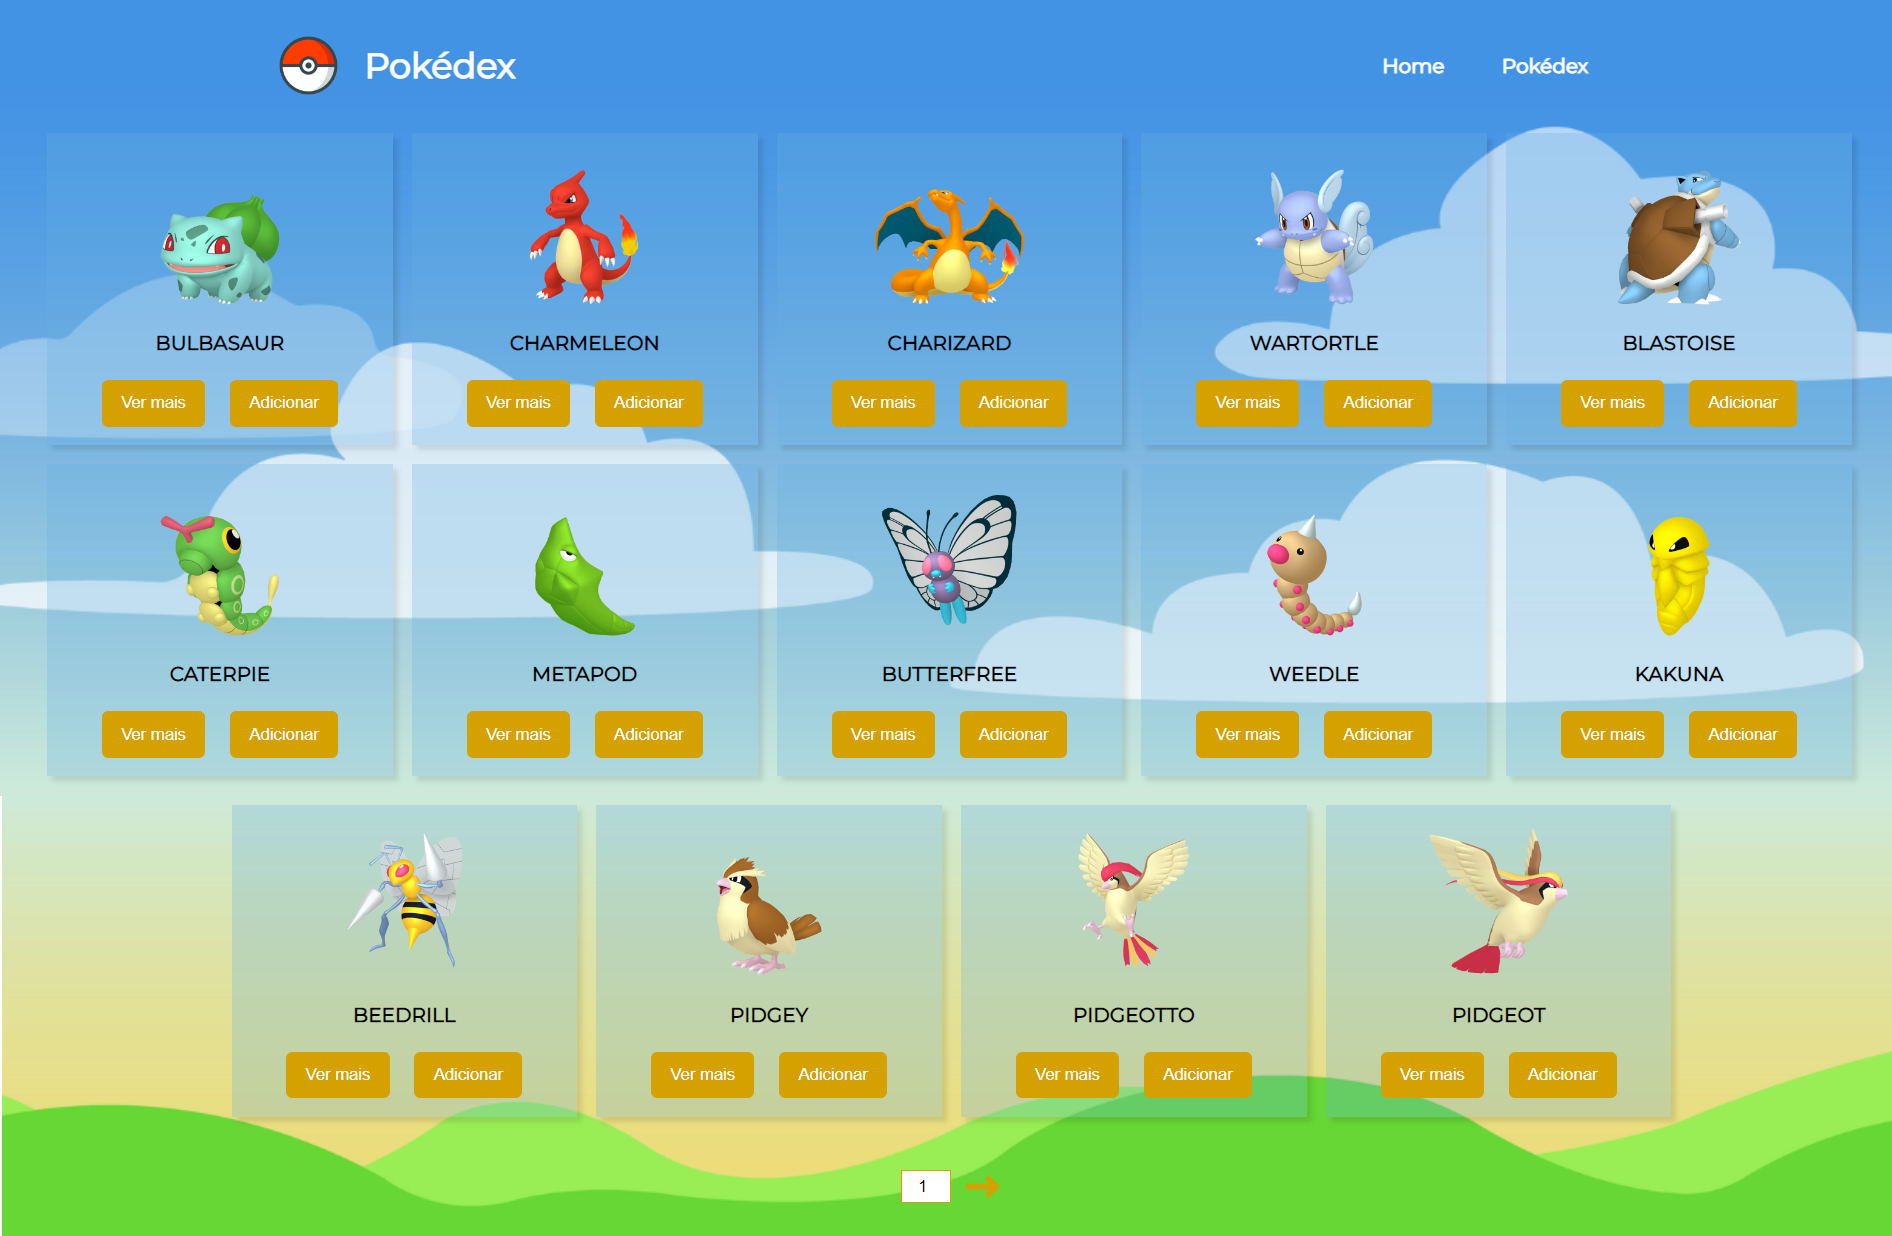 Pokédex
Home Pokédex
BULBASAUR CHARMELEON CHARIZARD WARTORTLE BLASTOISE
Ver mais Adicionar Ver mais Adicionar Ver mais Adicionar Ver mais Adicionar Ver mais Adicionar
CATERPIE METAPOD BUTTERFREE WEEDLE KAKUNA
Ver mais Adicionar Ver mais Adicionar Ver mais Adicionar Ver mais Adicionar Ver mais Adicionar
BEEDRILL PIDGEY PIDGEOTTO PIDGEOT
Ver mais Adicionar Ver mais Adicionar Ver mais Adicionar Ver mais Adicionar
1